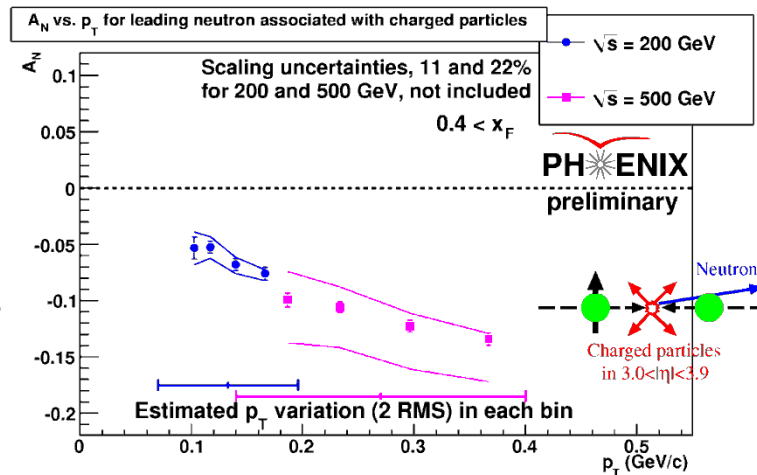 A_N vs. p_T for leading neutron associated with charged particles
√s = 200 GeV
√s = 500 GeV
Scaling uncertainties, 11 and 22%
for 200 and 500 GeV, not included
0.4 < x_F
PHENIX
preliminary
A_N
0.1
0.05
0
-0.05
-0.1
-0.15
-0.2
Neutron
Charged particles
in 3.0<|η|<3.9
Estimated p_T variation (2 RMS) in each bin
0 0.1 0.2 0.3 0.4 0.5
p_T (GeV/c)